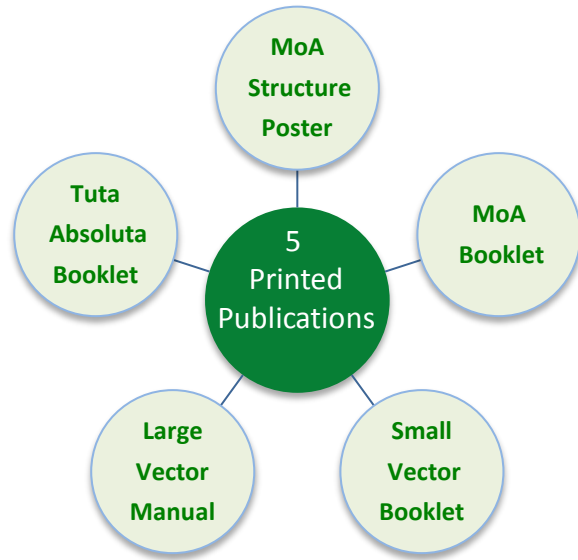 MoA
Structure
Poster
Tuta
Absoluta
Booklet
5
Printed
Publications
MoA
Booklet
Large
Vector
Manual
Small
Vector
Booklet